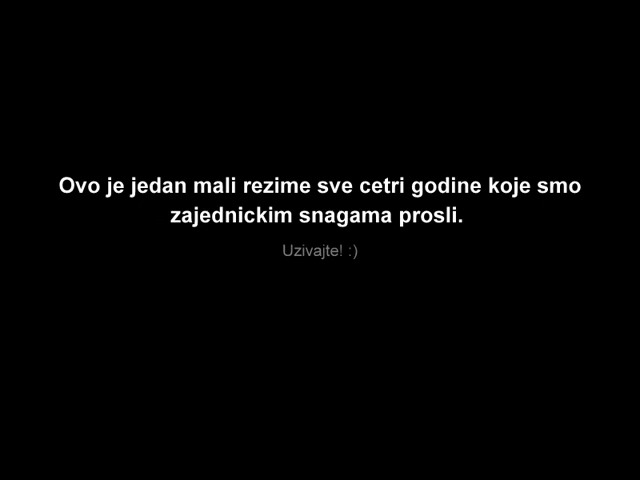 Ovo je jedan mali rezime sve cetri godine koje smo
zajednickim snagama prosli.
Uzivajte! :)